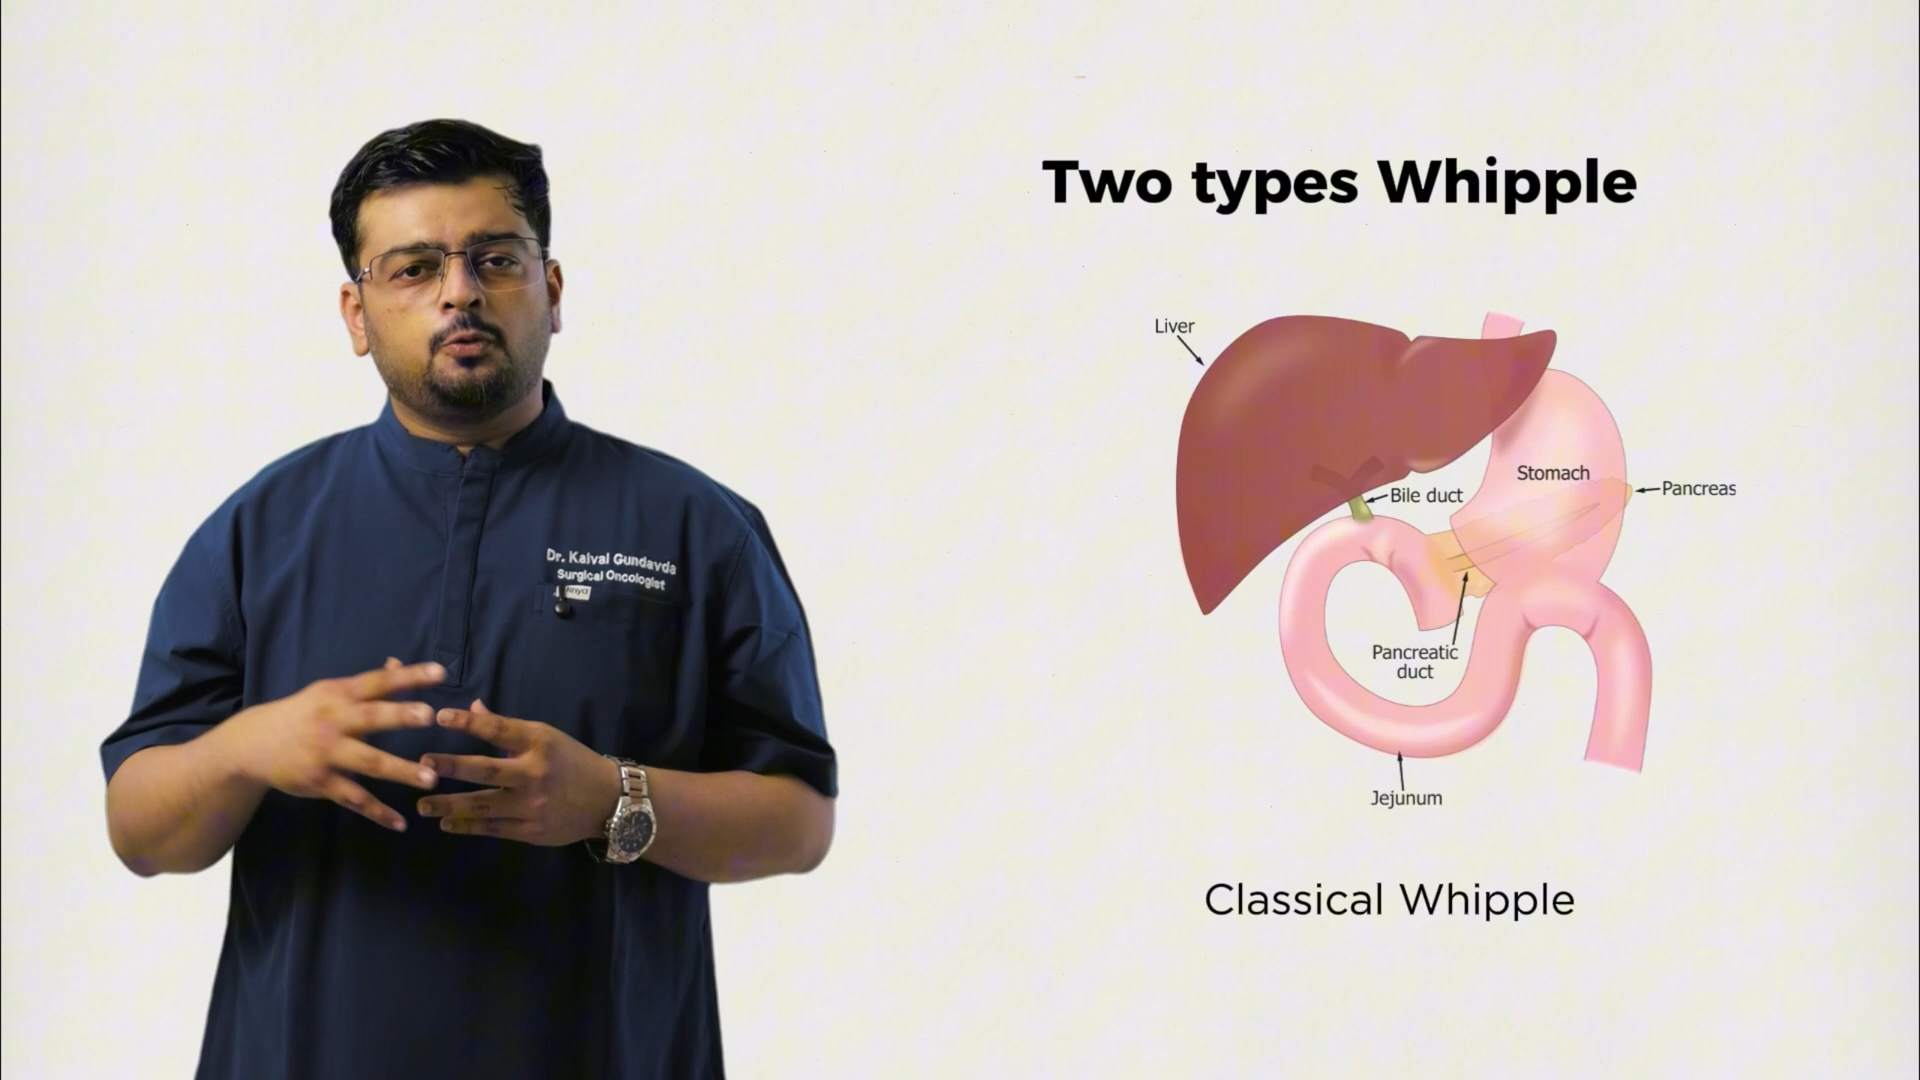 Two types Whipple
Liver
Stomach
Bile duct
Pancreas
Pancreatic
duct
Jejunum
Classical Whipple
Dr. Kaival Gundavda
Surgical Oncologist